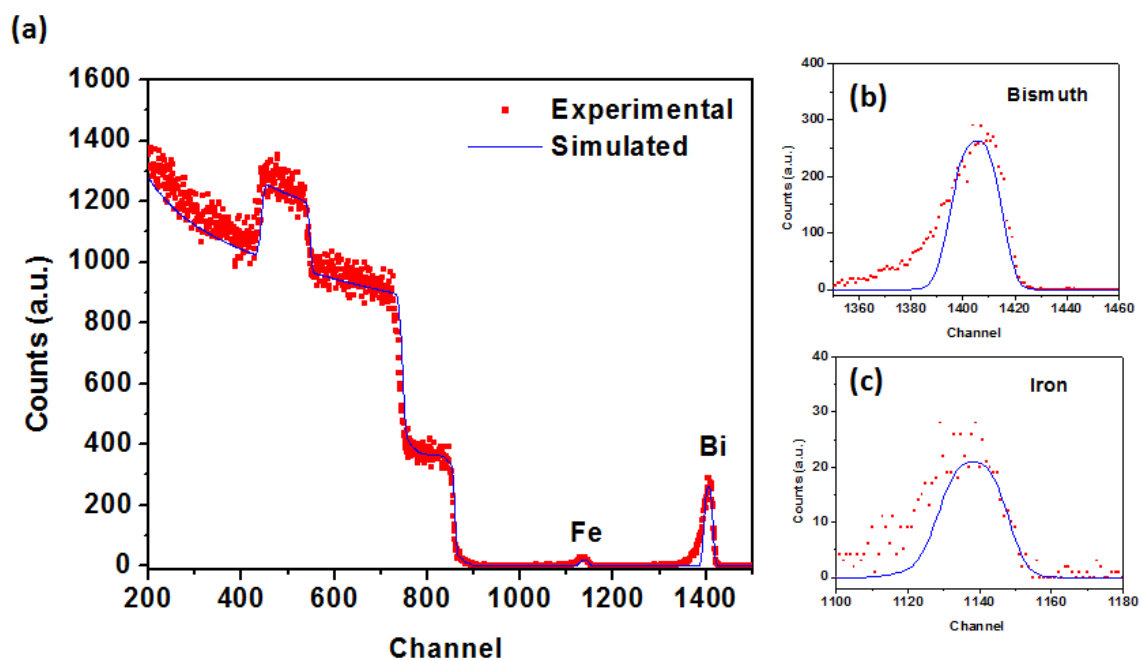 (a)
1600
1400
1200
1000
800
600
400
200
0
Counts (a.u.)
200 400 600 800 1000 1200 1400
Channel
Experimental
Simulated
Fe
Bi
(b)
Bismuth
400
300
200
100
0
Counts (a.u.)
1360 1380 1400 1420 1440 1460
Channel
(c)
Iron
40
30
20
10
0
Counts (a.u.)
1100 1120 1140 1160 1180
Channel